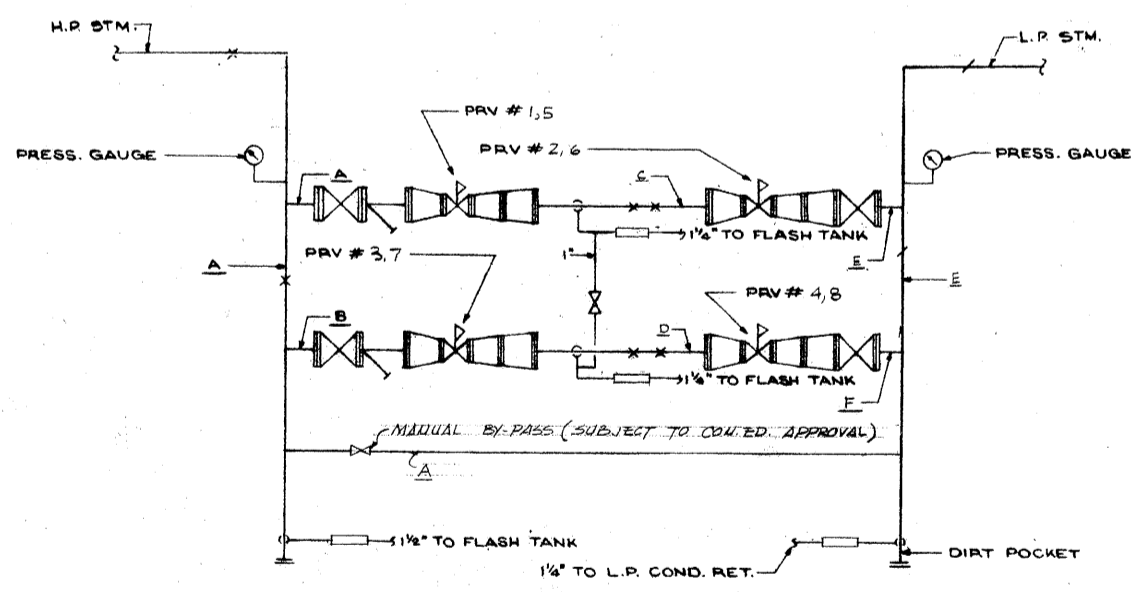 H.P. STM.
L.P. STM.
PRV # 1,5
PRV # 2,6
PRESS. GAUGE
PRESS. GAUGE
A
C
1¼" TO FLASH TANK
PRV # 3,7
1"
E
A
E
PRV # 4,8
B
D
1¼" TO FLASH TANK
F
MANUAL BY-PASS (SUBJECT TO CON.ED. APPROVAL)
A
1½" TO FLASH TANK
DIRT POCKET
1¼" TO L.P. COND. RET.